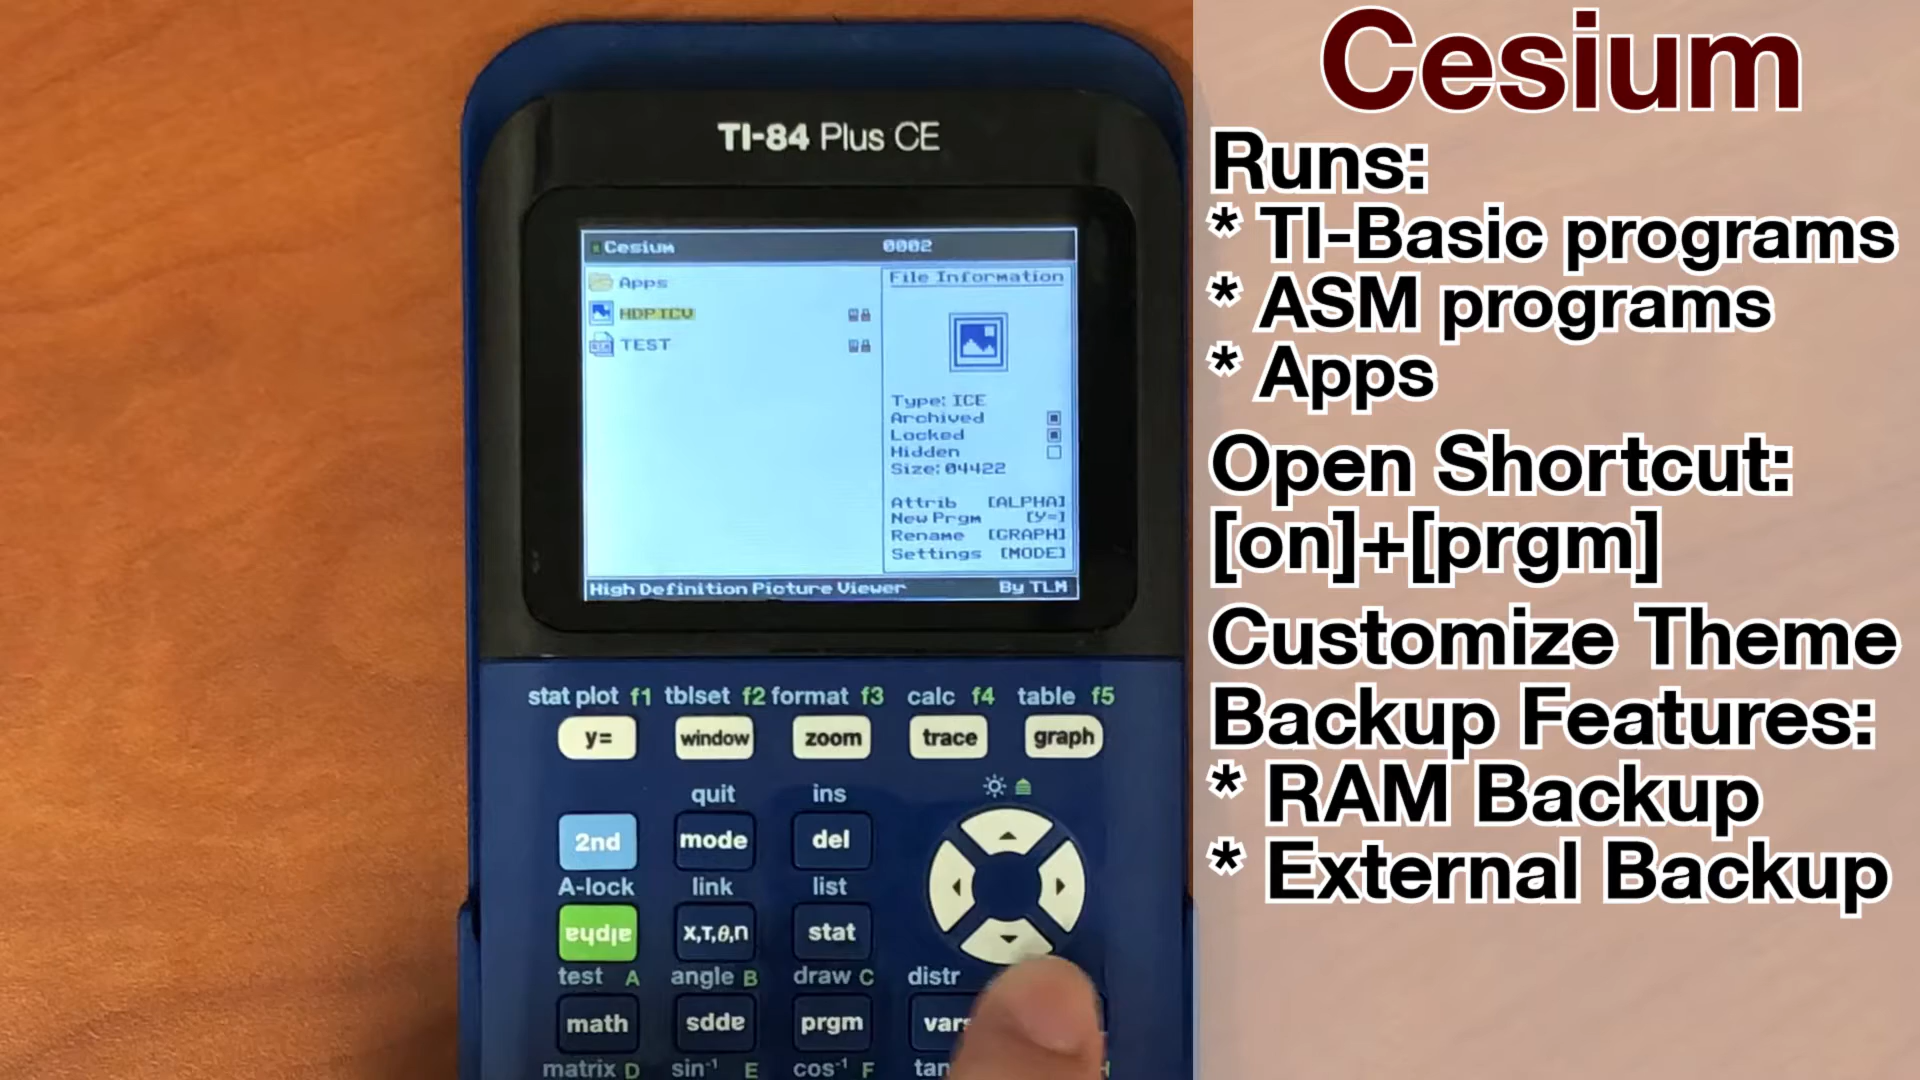 TI-84 Plus CE
Cesium 0002
Apps
HDPICV
TEST
File Information
Type: ICE
Archived
Locked
Hidden
Size: 04422
Attrib [ALPHA]
New Prgm [Y=]
Rename [GRAPH]
Settings [MODE]
High Definition Picture Viewer By TLM
stat plot f1 tblset f2 format f3 calc f4 table f5
y= window zoom trace graph
quit ins
2nd mode del
A-lock link list
alpha X,T,θ,n stat
test A angle B draw C distr
math apps prgm vars
matrix D sin-1 E cos-1 F tan H
Cesium
Runs:
* TI-Basic programs
* ASM programs
* Apps
Open Shortcut:
[on]+[prgm]
Customize Theme
Backup Features:
* RAM Backup
* External Backup